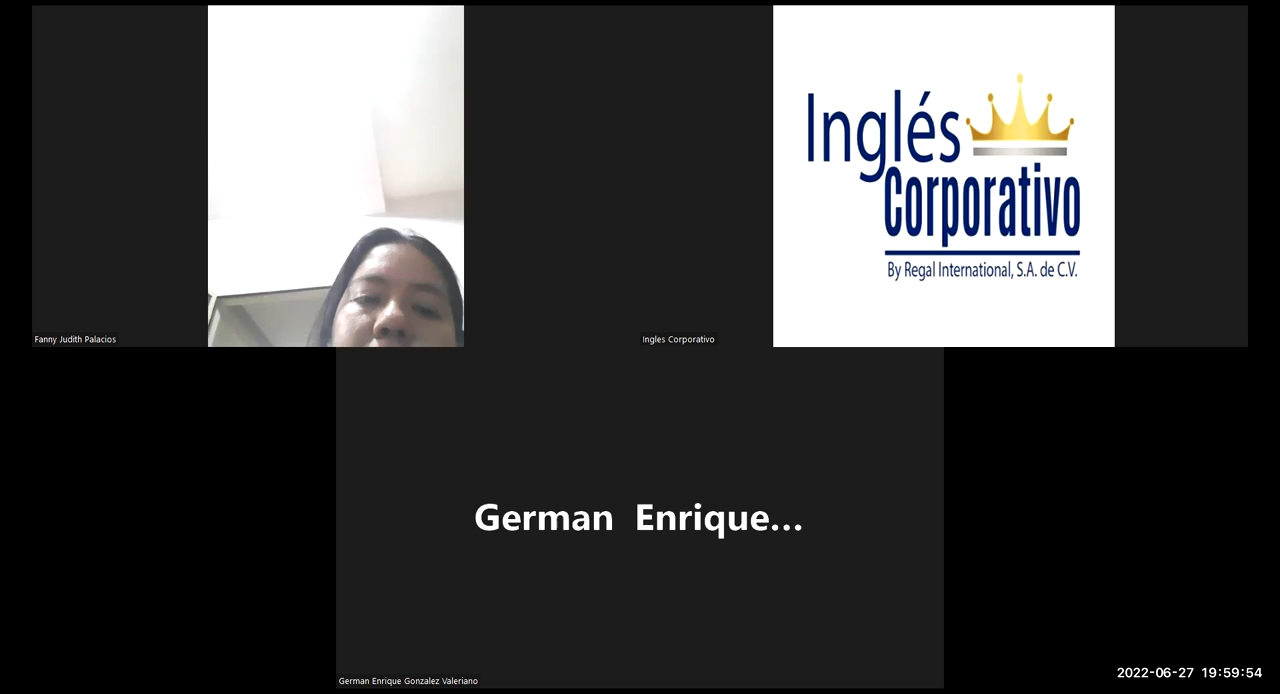 Inglés
Corporativo
By Regal International, S.A. de C.V.
Fanny Judith Palacios
Ingles Corporativo
German Enrique...
German Enrique Gonzalez Valeriano
2022-06-27 19:59:54